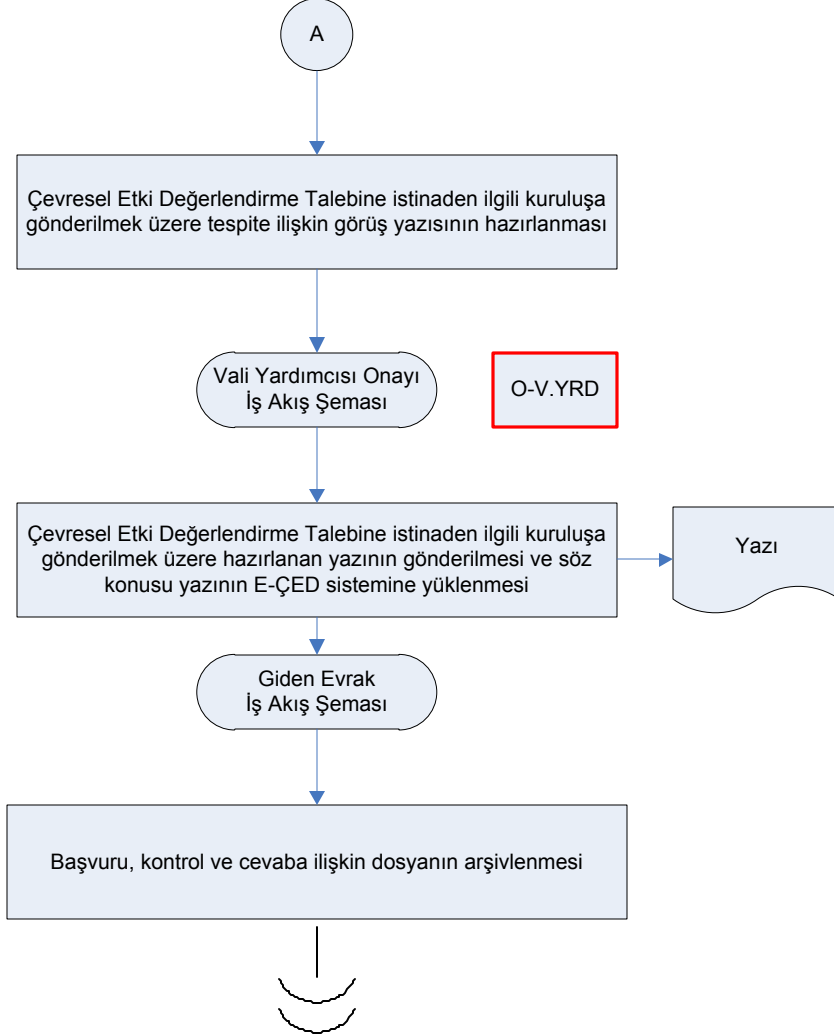 A
Çevresel Etki Değerlendirme Talebine istinaden ilgili kuruluşa
gönderilmek üzere tespite ilişkin görüş yazısının hazırlanması
Vali Yardımcısı Onayı
İş Akış Şeması
O-V.YRD
Çevresel Etki Değerlendirme Talebine istinaden ilgili kuruluşa
gönderilmek üzere hazırlanan yazının gönderilmesi ve söz
konusu yazının E-ÇED sistemine yüklenmesi
Yazı
Giden Evrak
İş Akış Şeması
Başvuru, kontrol ve cevaba ilişkin dosyanın arşivlenmesi